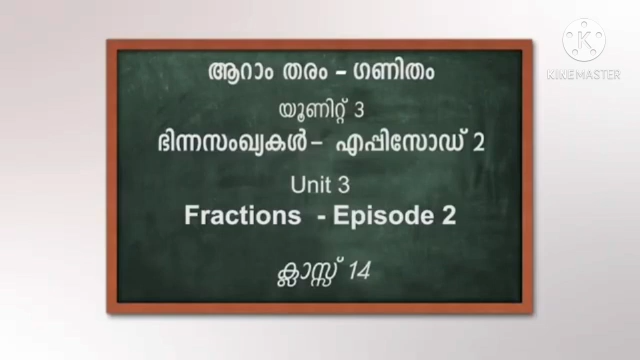 ആറാം തരം – ഗണിതം
യൂണിറ്റ് 3
ഭിന്നസംഖ്യകൾ – എപ്പിസോഡ് 2
Unit 3
Fractions - Episode 2
ക്ലാസ്സ് 14
KINEMASTER